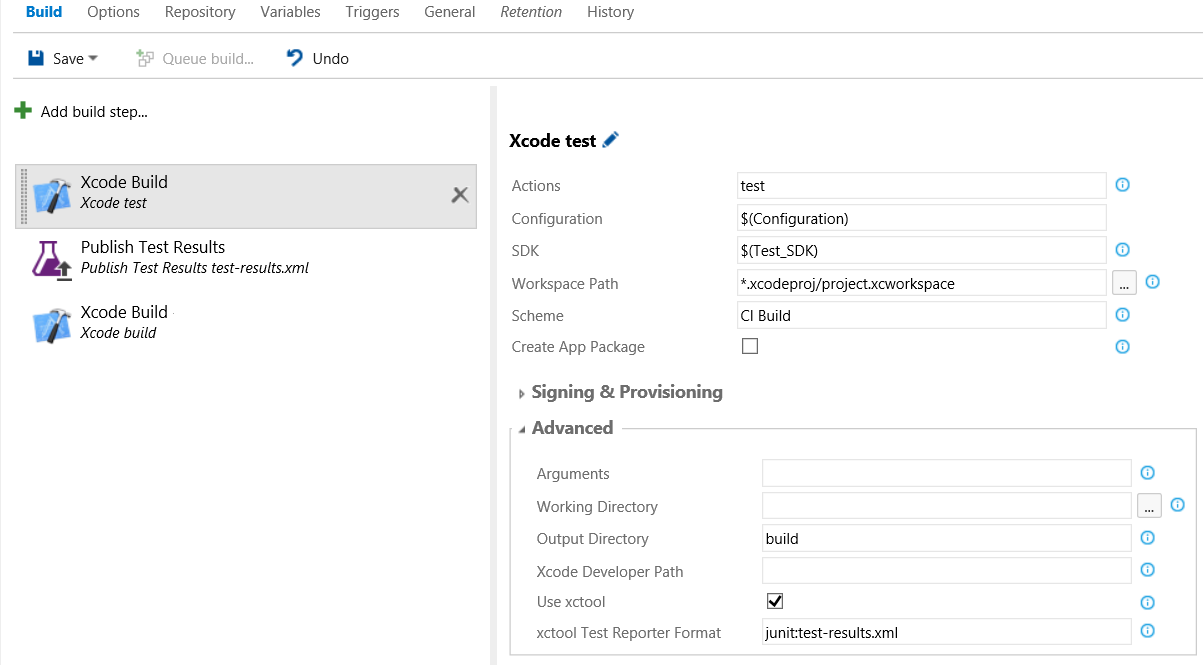 Build Options Repository Variables Triggers General Retention History
Save Queue build... Undo
Add build step...
Xcode Build
Xcode test
Publish Test Results
Publish Test Results test-results.xml
Xcode Build
Xcode build
Xcode test
Actions test
Configuration $(Configuration)
SDK $(Test_SDK)
Workspace Path *.xcodeproj/project.xcworkspace ...
Scheme CI Build
Create App Package
Signing & Provisioning
Advanced
Arguments
Working Directory ...
Output Directory build
Xcode Developer Path
Use xctool
xctool Test Reporter Format junit:test-results.xml